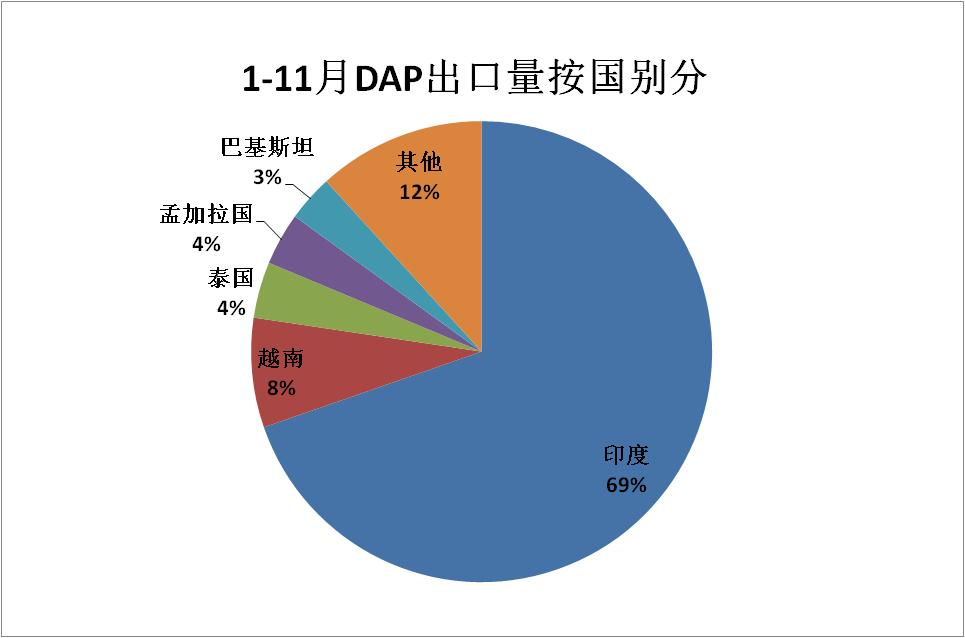 1-11月DAP出口量按国别分
巴基斯坦
3%
其他
12%
孟加拉国
4%
泰国
4%
越南
8%
印度
69%